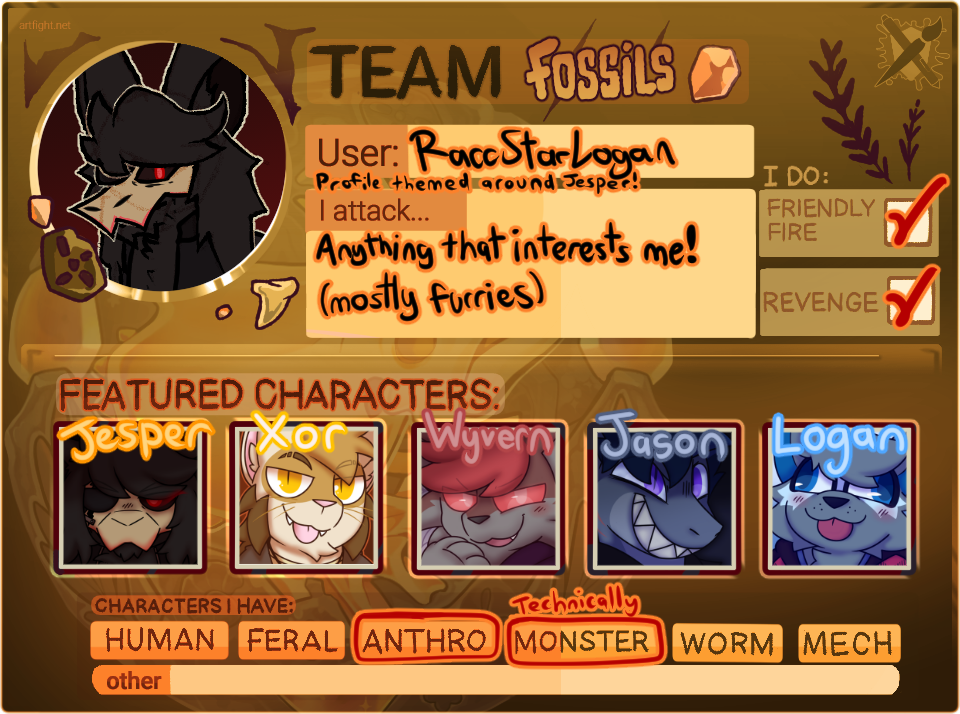 artfight.net
TEAM FOSSILS
User: RaccStarLogan
Profile themed around Jesper!
I attack...
Anything that interests me!
(mostly furries)
I DO:
FRIENDLY
FIRE
REVENGE
FEATURED CHARACTERS:
Jesper Xor Wyvern Jason Logan
CHARACTERS I HAVE:
Technically
HUMAN FERAL ANTHRO MONSTER WORM MECH
other